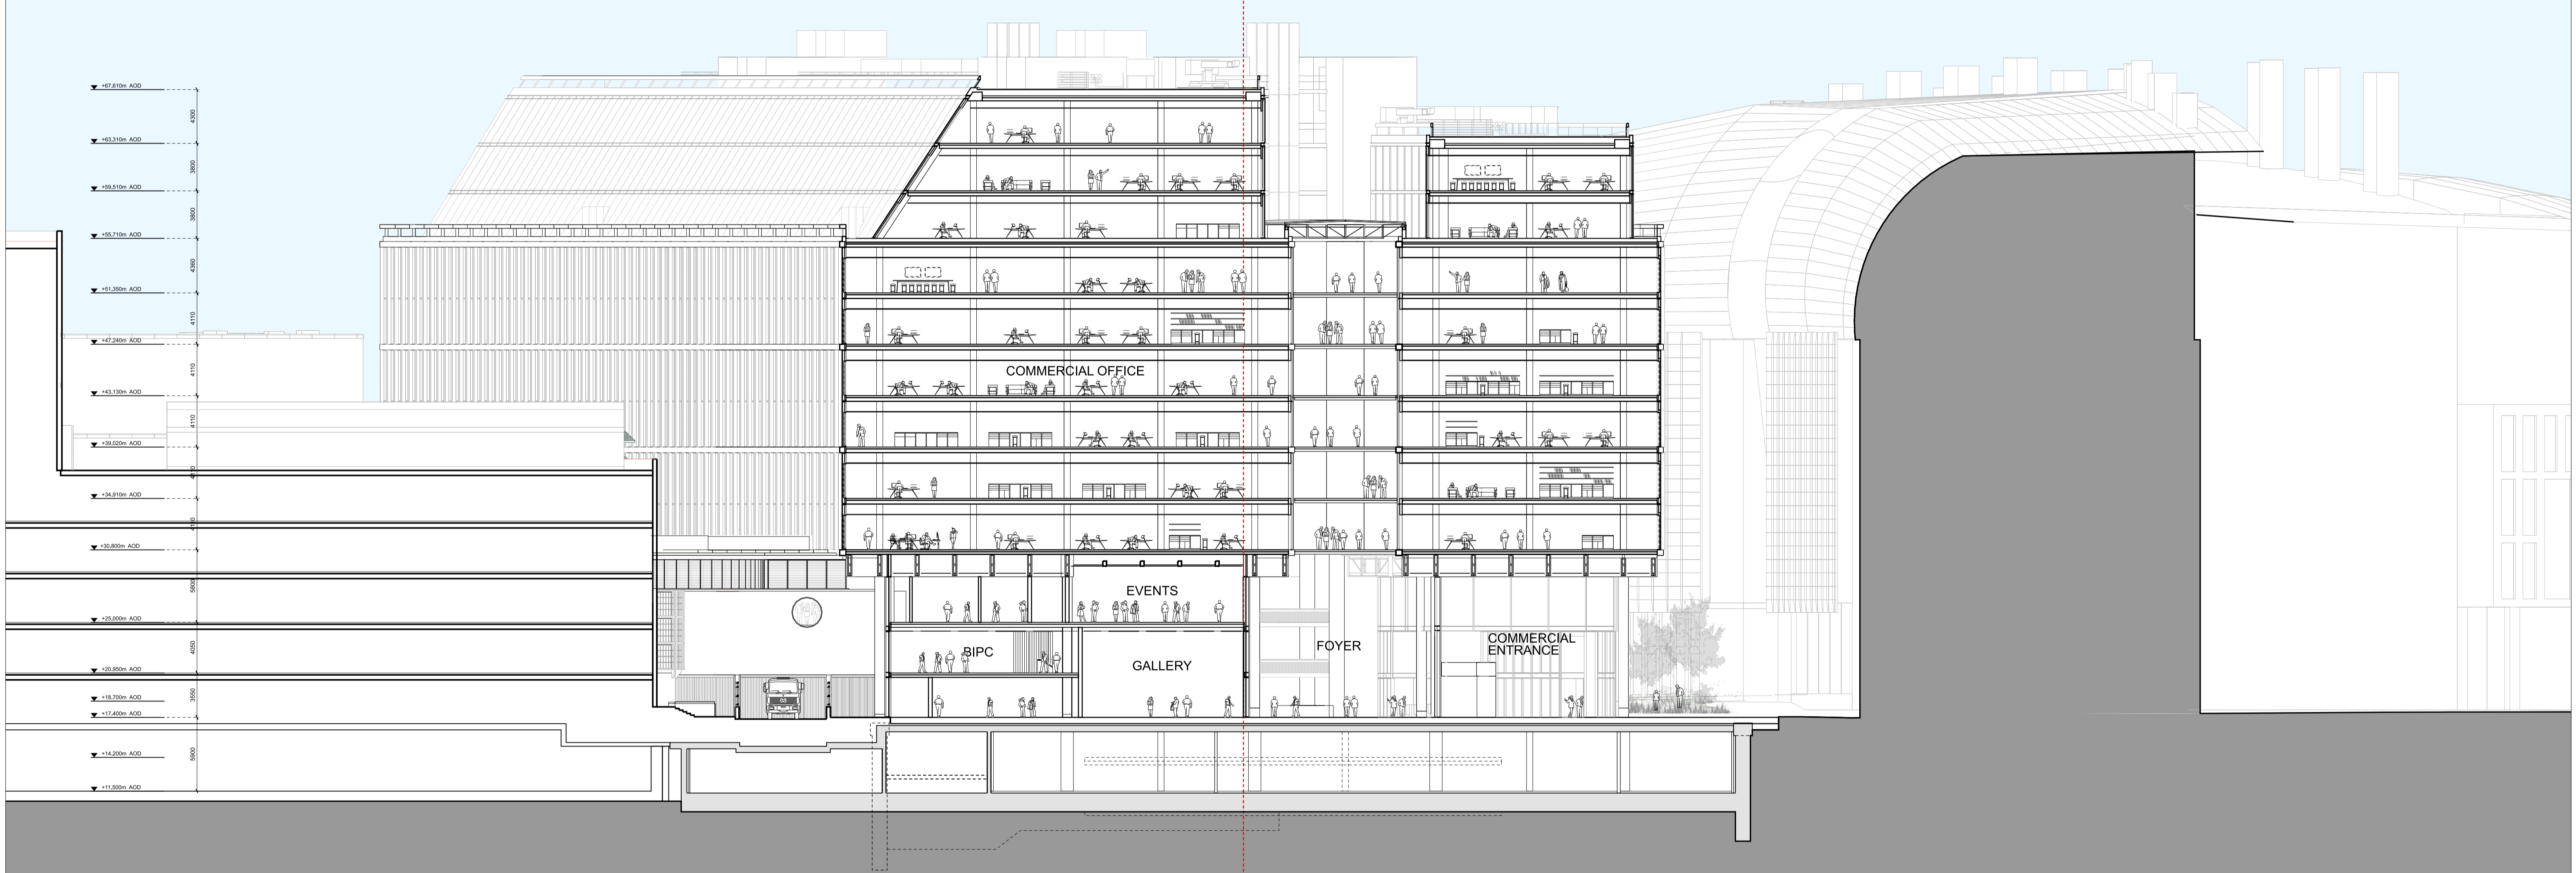 +67,610m AOD
4300
+63,310m AOD
3800
+59,510m AOD
3800
+55,710m AOD
4360
+51,350m AOD
4110
+47,240m AOD
4110
+43,130m AOD
4110
+39,020m AOD
4110
+34,910m AOD
4110
+30,800m AOD
5800
+25,000m AOD
4050
+20,950m AOD
3550
+18,700m AOD
+17,400m AOD
5900
+14,200m AOD
+11,500m AOD
COMMERCIAL OFFICE
EVENTS
BIPC
GALLERY
FOYER
COMMERCIAL
ENTRANCE